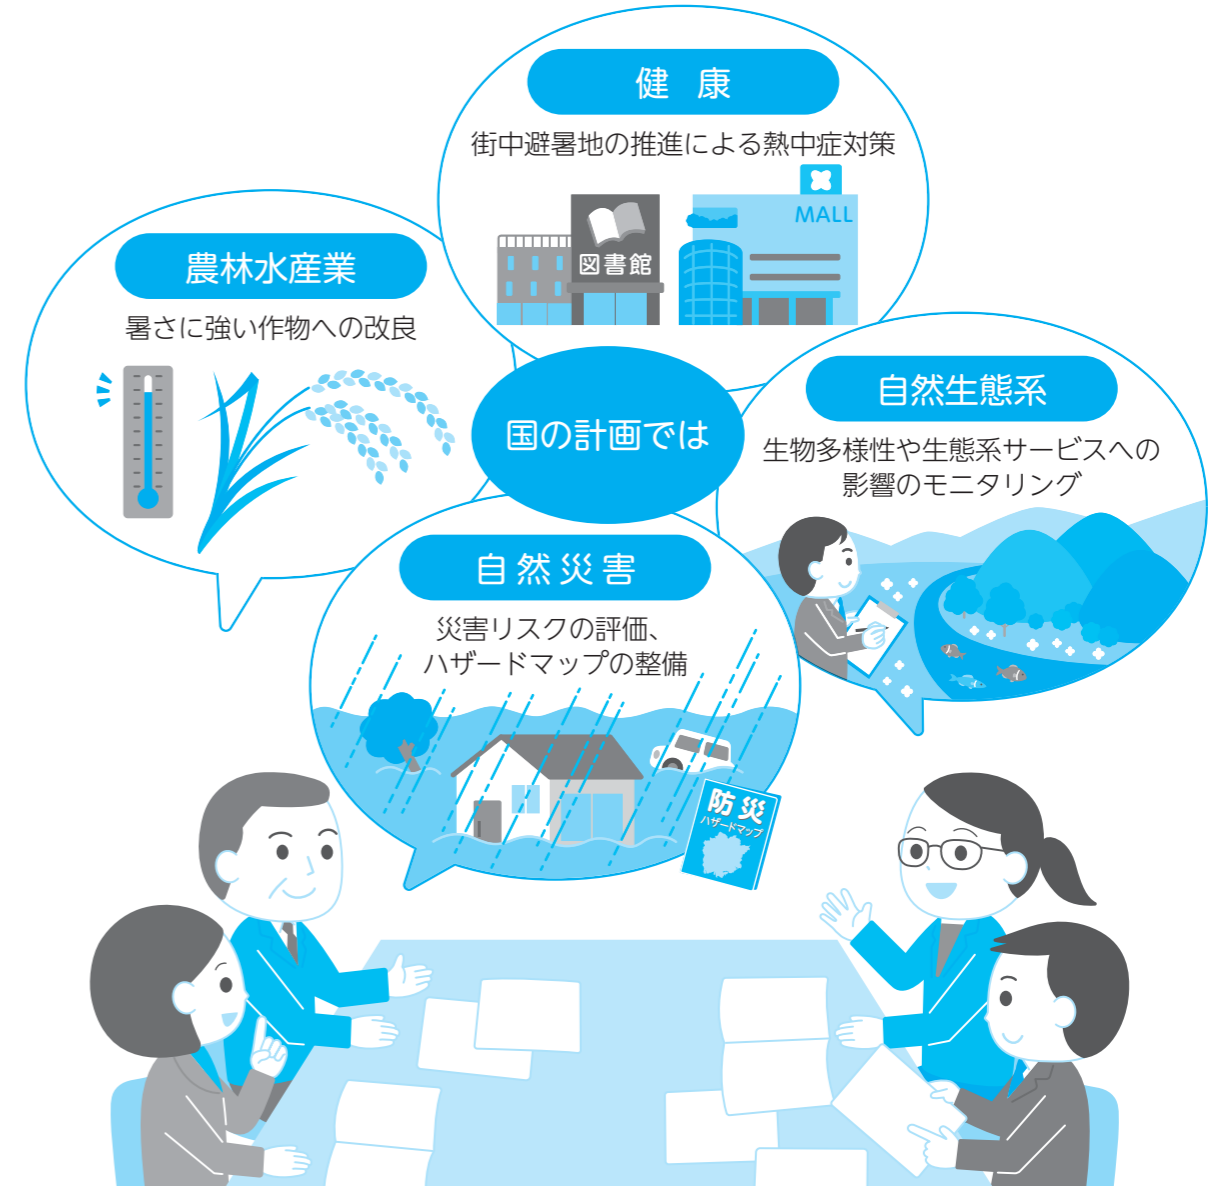 健康
街中避暑地の推進による熱中症対策
図書館
MALL
農林水産業
暑さに強い作物への改良
国の計画では
自然生態系
生物多様性や生態系サービスへの
影響のモニタリング
自然災害
災害リスクの評価、
ハザードマップの整備
防災
ハザードマップ